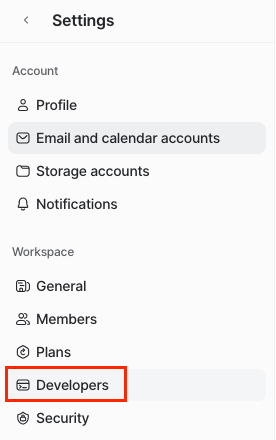 Settings
Account
Profile
Email and calendar accounts
Storage accounts
Notifications
Workspace
General
Members
Plans
Developers
Security